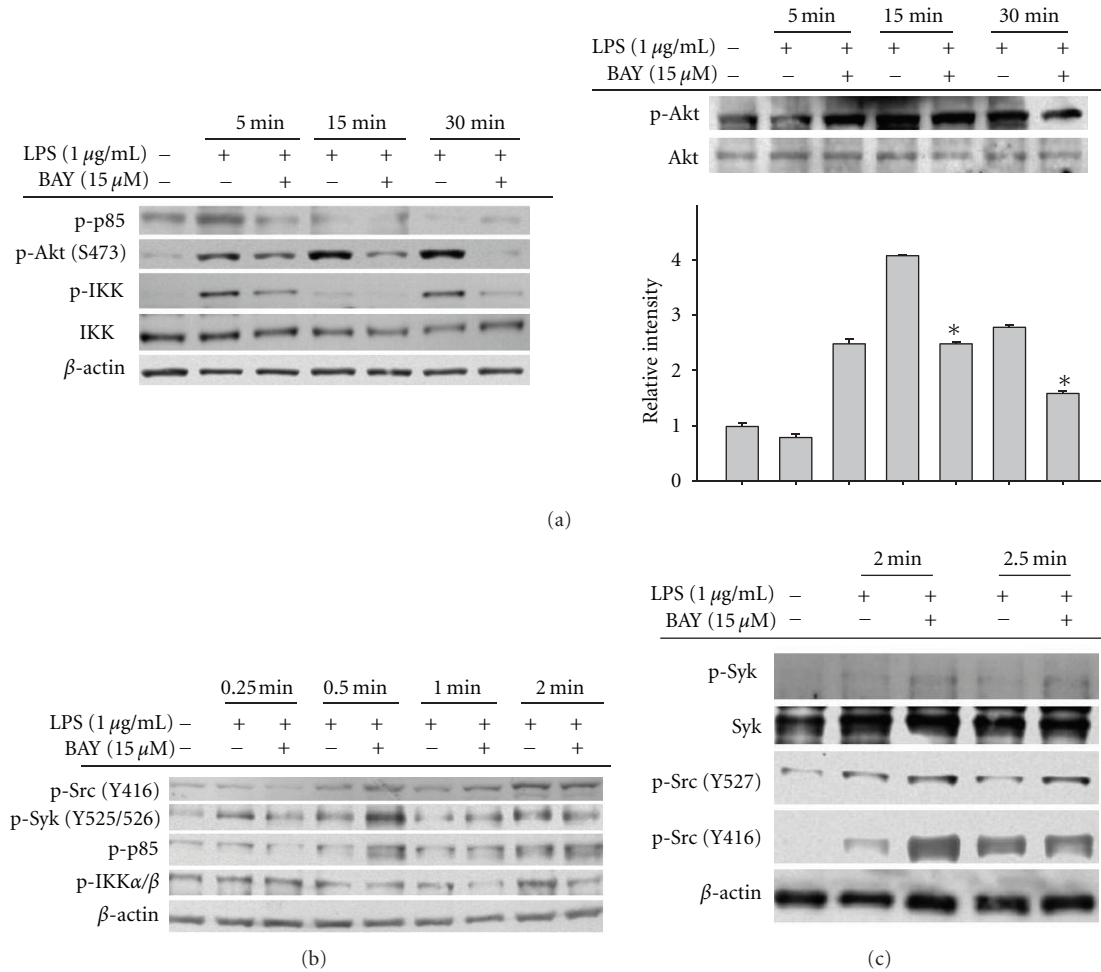 5 min 15 min 30 min
LPS (1 μg/mL) − + + + + + +
BAY (15 μM) − − + − + − +
p-p85
p-Akt (S473)
p-IKK
IKK
β-actin
5 min 15 min 30 min
LPS (1 μg/mL) − + + + + + +
BAY (15 μM) − − + − + − +
p-Akt
Akt
Relative intensity
4
3
2
1
0
* *
(a)
0.25 min 0.5 min 1 min 2 min
LPS (1 μg/mL) − + + + + + + + +
BAY (15 μM) − − + − + − + − +
p-Src (Y416)
p-Syk (Y525/526)
p-p85
p-IKKα/β
β-actin
(b)
2 min 2.5 min
LPS (1 μg/mL) − + + + +
BAY (15 μM) − − + − +
p-Syk
Syk
p-Src (Y527)
p-Src (Y416)
β-actin
(c)